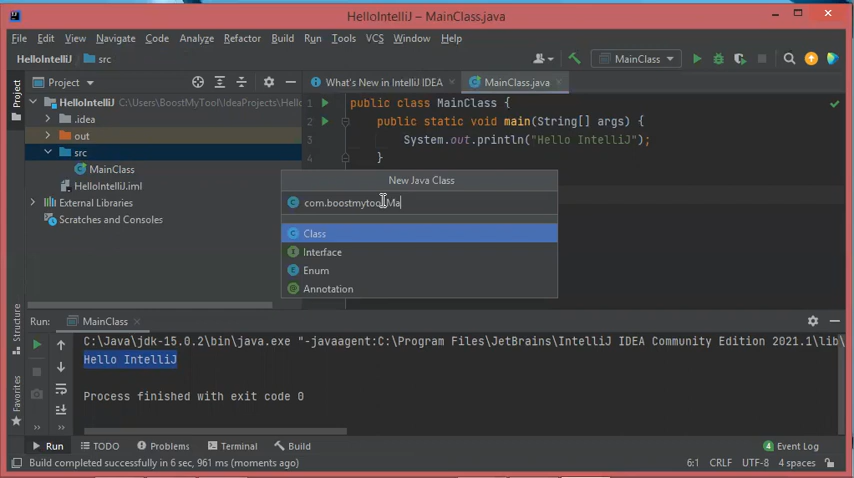 HelloIntelliJ – MainClass.java
File Edit View Navigate Code Analyze Refactor Build Run Tools VCS Window Help
HelloIntelliJ src MainClass
Project
Project
What's New in IntelliJ IDEA
MainClass.java
HelloIntelliJ C:\Users\BoostMyTool\IdeaProjects\Hello
.idea
out
src
MainClass
HelloIntelliJ.iml
External Libraries
Scratches and Consoles
1 public class MainClass {
2 public static void main(String[] args) {
3 System.out.println("Hello IntelliJ");
4 }
New Java Class
Class
Interface
Enum
Annotation
Run: MainClass
Structure
Favorites
C:\Java\jdk-15.0.2\bin\java.exe "-javaagent:C:\Program Files\JetBrains\IntelliJ IDEA Community Edition 2021.1\lib\
Hello IntelliJ
Process finished with exit code 0
Run TODO Problems Terminal Build 4 Event Log
Build completed successfully in 6 sec, 961 ms (moments ago) 6:1 CRLF UTF-8 4 spaces